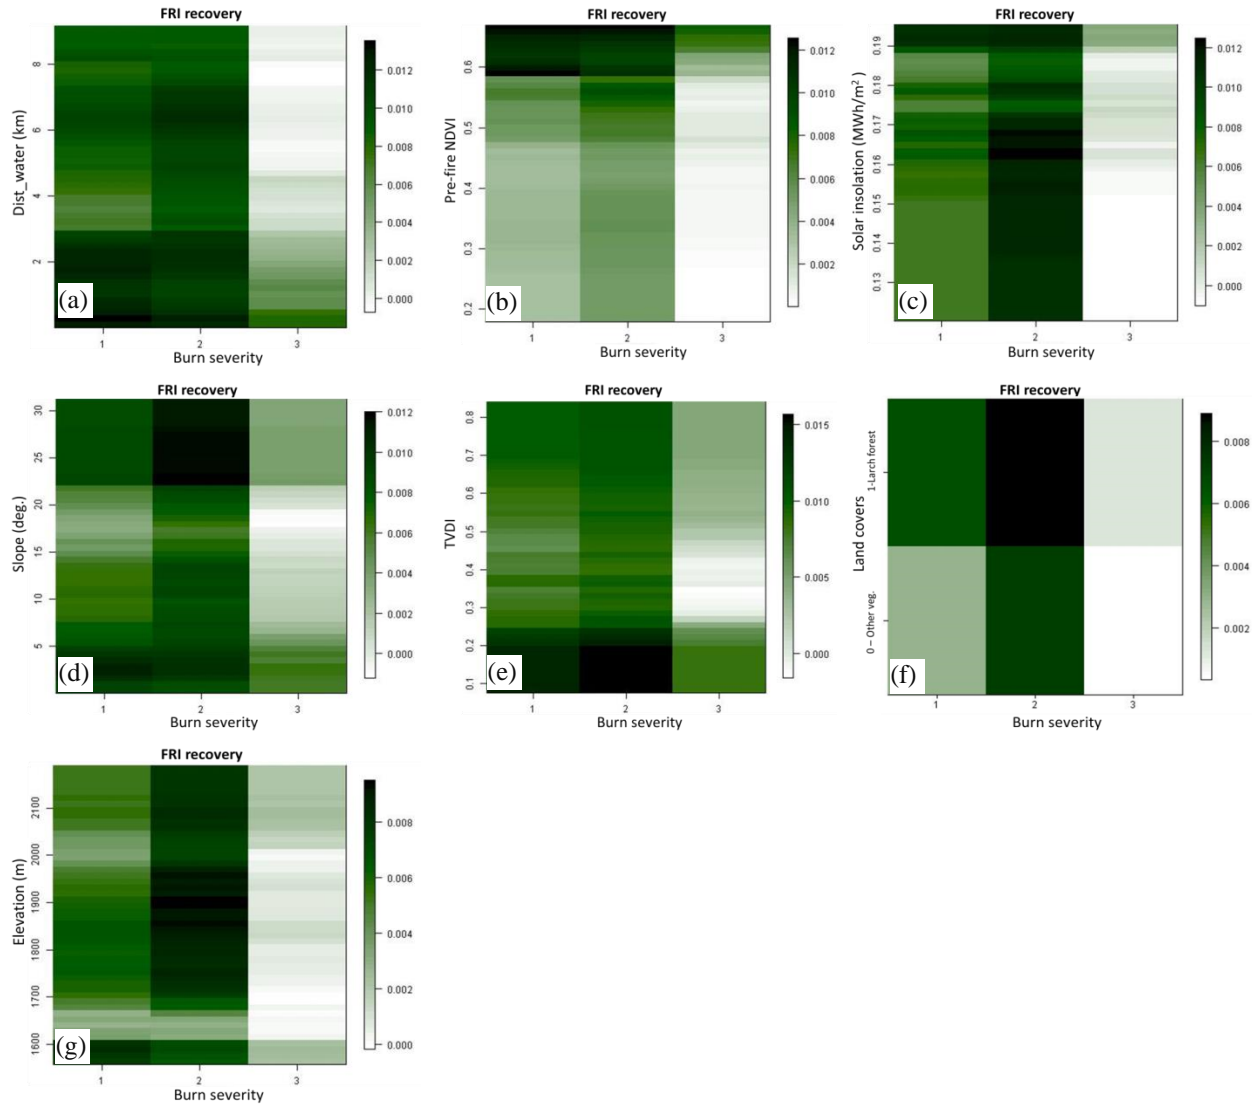 FRI recovery
Dist_water (km)
8
6
4
2
0.012
0.010
0.008
0.006
0.004
0.002
0.000
(a)
1 2 3
Burn severity
FRI recovery
Pre-fire NDVI
0.6
0.5
0.4
0.3
0.2
0.012
0.010
0.008
0.006
0.004
0.002
(b)
1 2 3
Burn severity
FRI recovery
Solar insolation (MWh/m² )
0.19
0.18
0.17
0.16
0.15
0.14
0.13
0.012
0.010
0.008
0.006
0.004
0.002
0.000
(c)
1 2 3
Burn severity
FRI recovery
Slope (deg.)
30
25
20
15
10
5
0.012
0.010
0.008
0.006
0.004
0.002
0.000
(d)
1 2 3
Burn severity
FRI recovery
TVDI
0.8
0.7
0.6
0.5
0.4
0.3
0.2
0.1
0.015
0.010
0.005
0.000
(e)
1 2 3
Burn severity
FRI recovery
Land covers
1-Larch forest
0 – Other veg.
0.008
0.006
0.004
0.002
(f)
1 2 3
Burn severity
FRI recovery
Elevation (m)
2100
2000
1900
1800
1700
1600
0.008
0.006
0.004
0.002
0.000
(g)
1 2 3
Burn severity